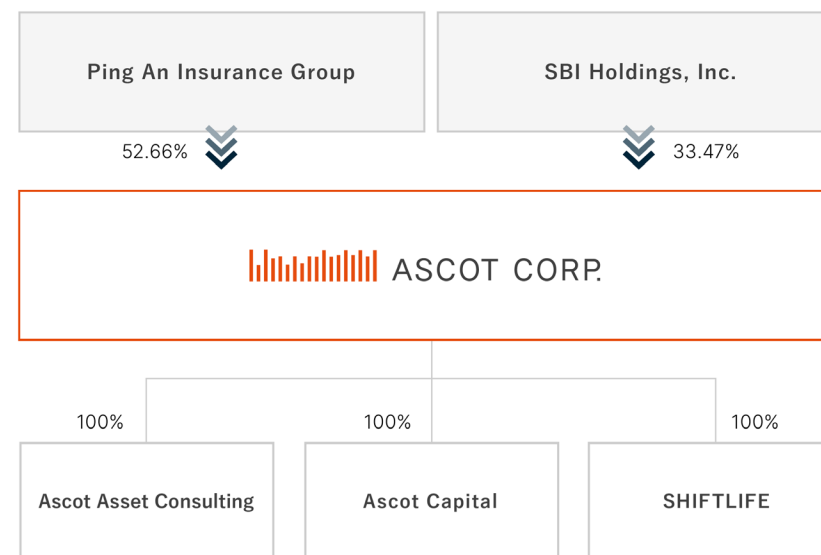 Ping An Insurance Group
SBI Holdings, Inc.
52.66%
33.47%
ASCOT CORP.
100%
100%
100%
Ascot Asset Consulting
Ascot Capital
SHIFTLIFE